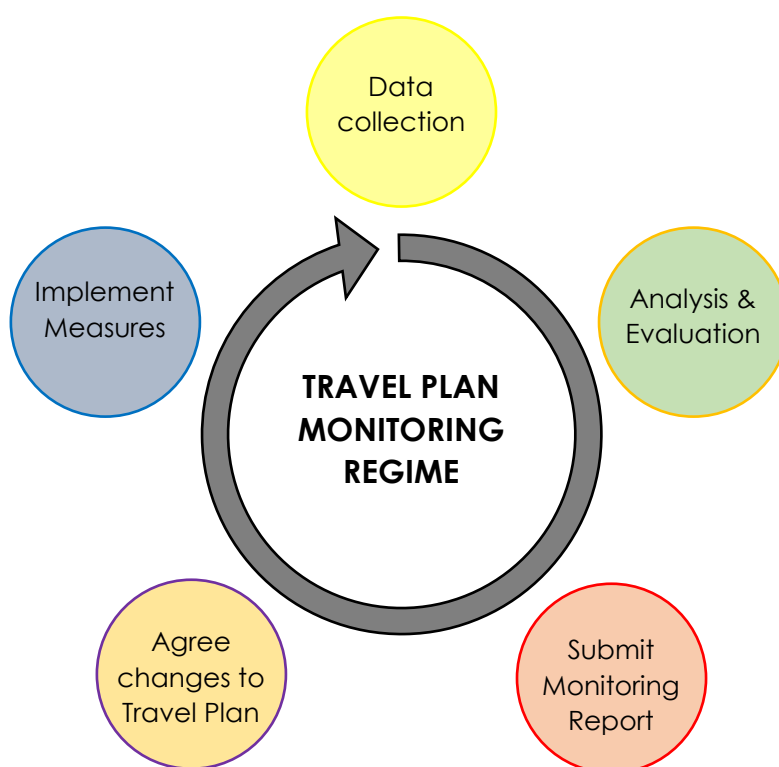 Data
collection
Implement
Measures
Analysis &
Evaluation
TRAVEL PLAN
MONITORING
REGIME
Agree
changes to
Travel Plan
Submit
Monitoring
Report